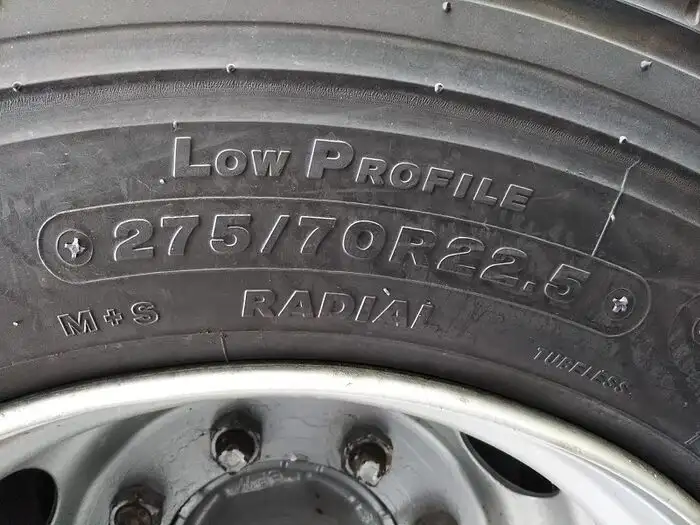 LOW PROFILE
275/70R22.5
M+S RADIAL
TUBELESS